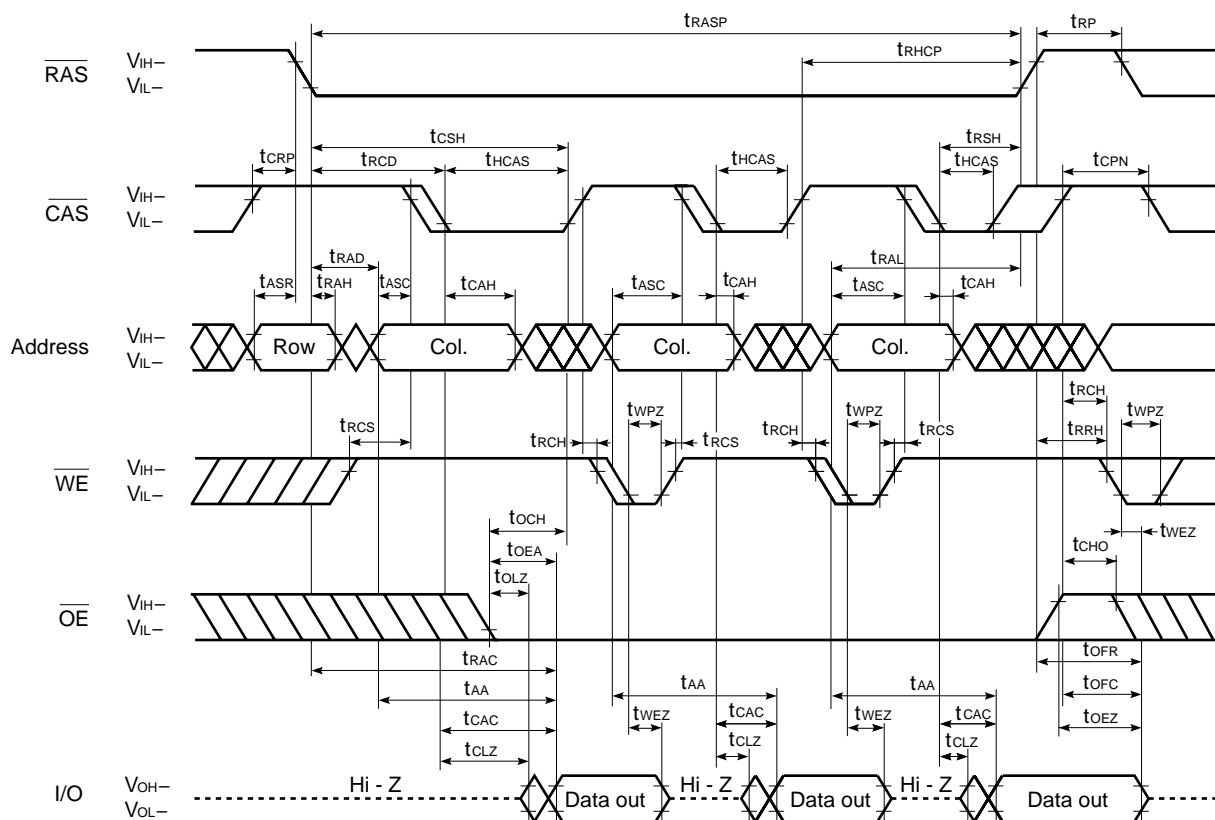 tRASP
tRP
tRHCP
RAS
VIH–
VIL–
tCSH
tRSH
tCRP
tRCD
tHCAS
tHCAS
tHCAS
tCPN
CAS
VIH–
VIL–
tRAD
tRAL
tASR
tRAH
tASC
tCAH
tASC
tCAH
tASC
tCAH
Address
VIH–
VIL–
Row
Col.
Col.
Col.
tRCH
tRCS
tWPZ
tWPZ
tWPZ
tRCH
tRCS
tRCH
tRCS
tRRH
WE
VIH–
VIL–
tOCH
tWEZ
tOEA
tCHO
tOLZ
OE
VIH–
VIL–
tRAC
tOFR
tAA
tAA
tAA
tOFC
tCAC
tWEZ
tCAC
tWEZ
tCAC
tOEZ
tCLZ
tCLZ
tCLZ
I/O
VOH–
VOL–
Hi - Z
Data out
Hi - Z
Data out
Hi - Z
Data out